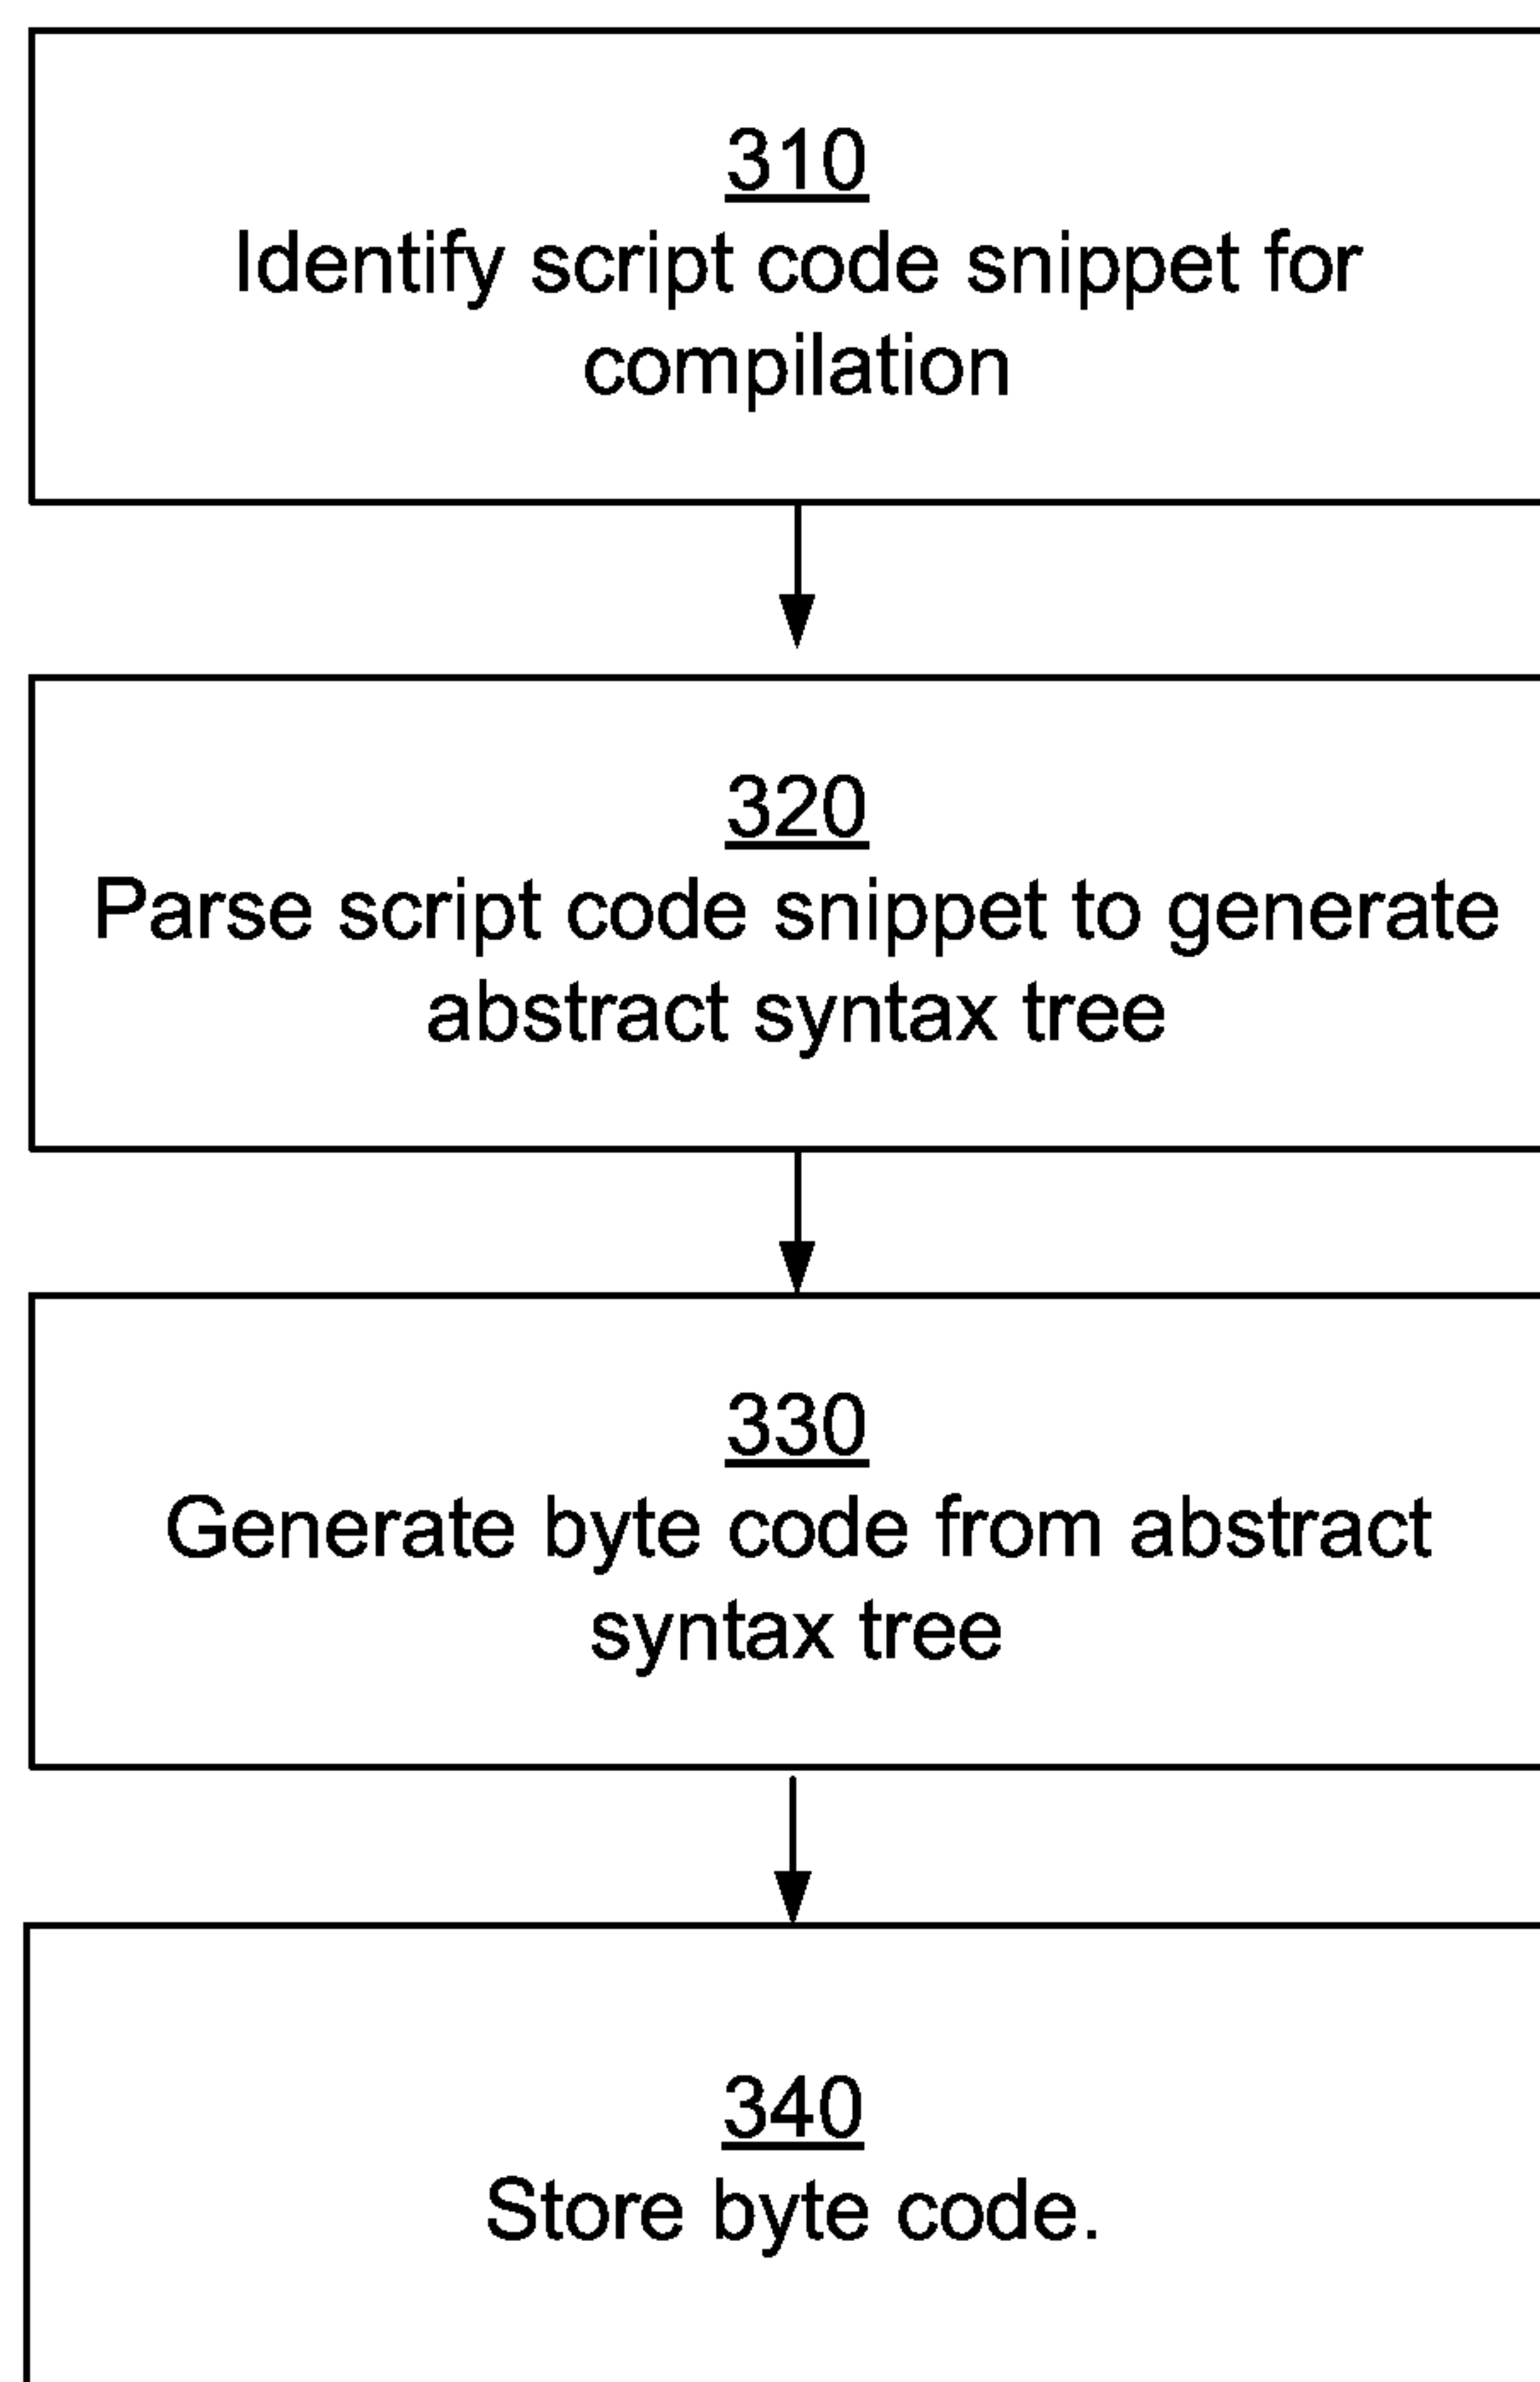 310
Identify script code snippet for
compilation
320
Parse script code snippet to generate
abstract syntax tree
330
Generate byte code from abstract
syntax tree
340
Store byte code.